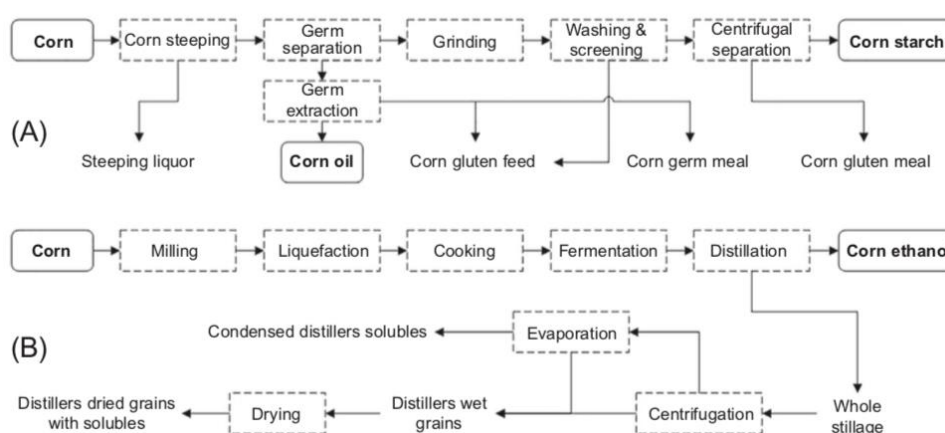 Corn
Corn steeping
Germ
separation
Grinding
Washing &
screening
Centrifugal
separation
Corn starch
Germ
extraction
(A)
Steeping liquor
Corn oil
Corn gluten feed
Corn germ meal
Corn gluten meal
Corn
Milling
Liquefaction
Cooking
Fermentation
Distillation
Corn ethano
Condensed distillers solubles
Evaporation
(B)
Distillers dried grains
with solubles
Drying
Distillers wet
grains
Centrifugation
Whole
stillage